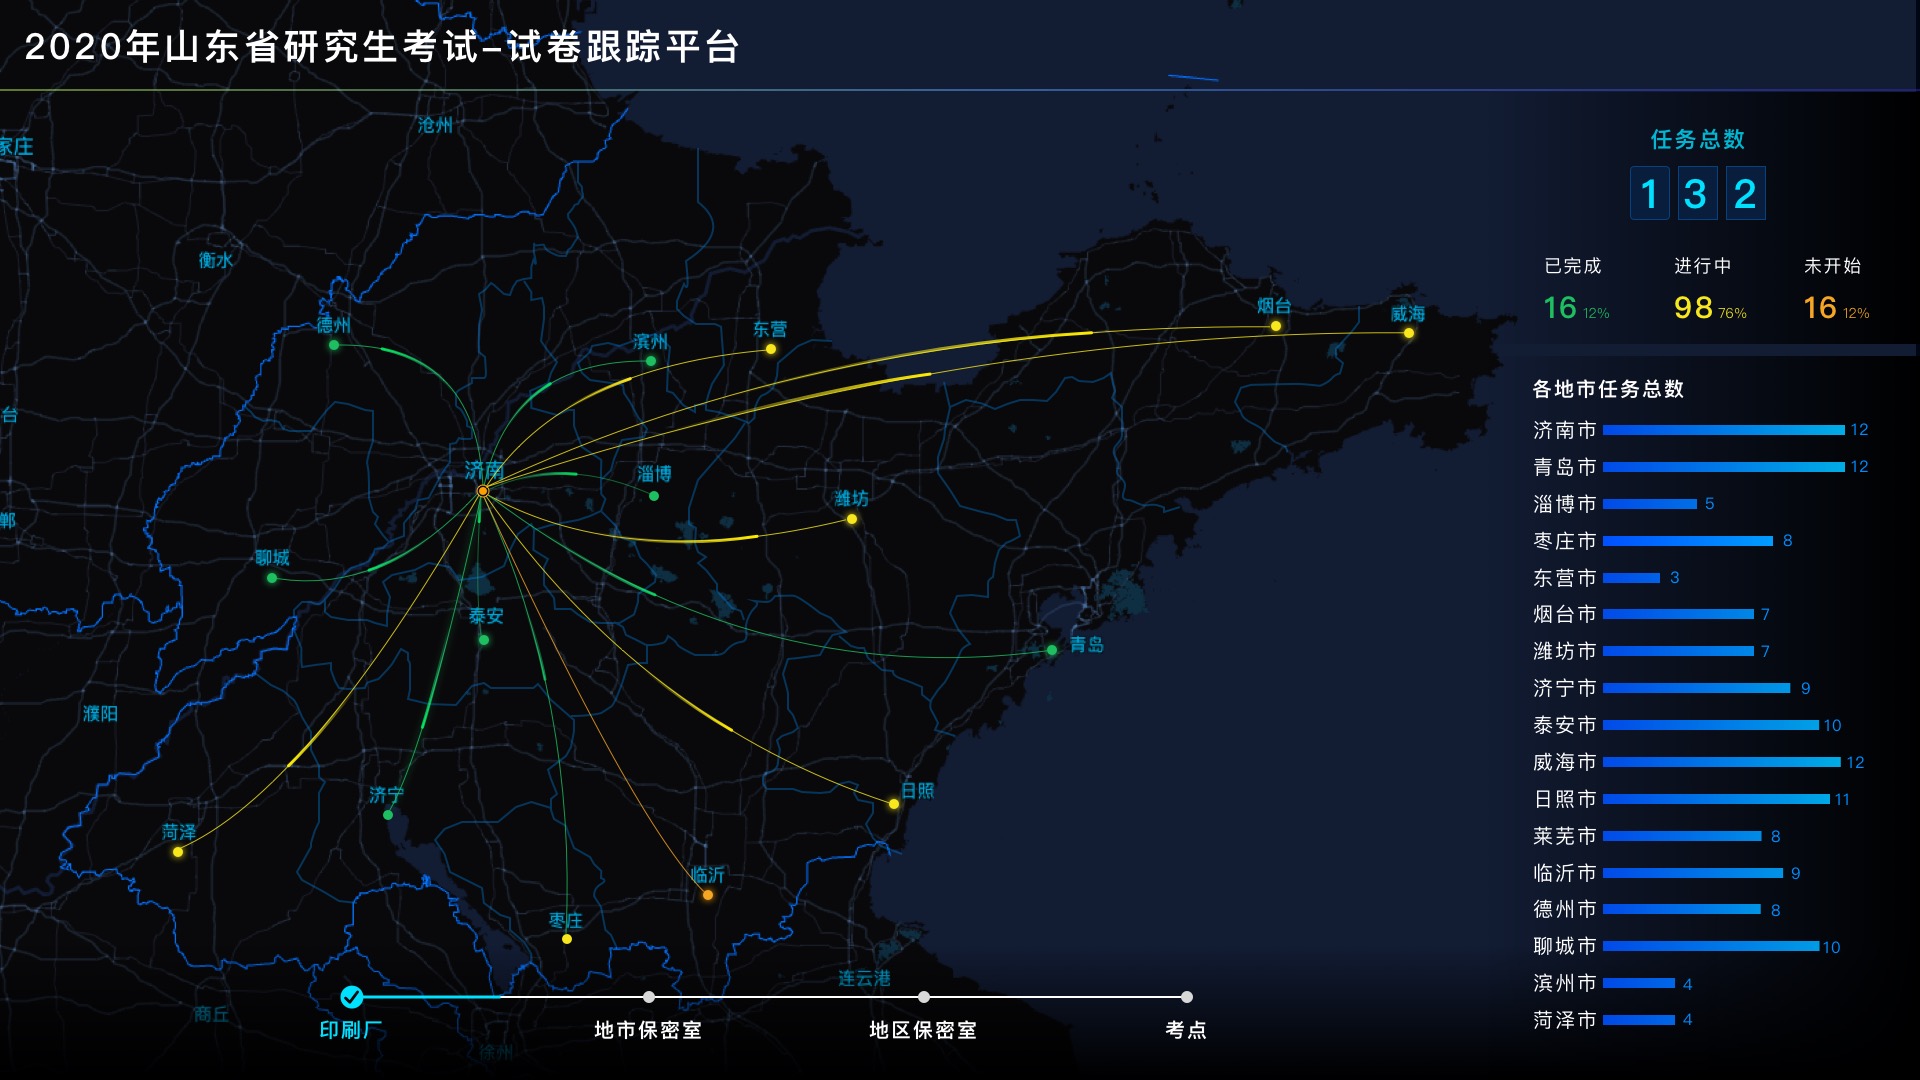 2020年山东省研究生考试-试卷跟踪平台
沧州
家庄
衡水
德州
滨州
东营
烟台
威海
台
济南
淄博
潍坊
郸
聊城
泰安
青岛
濮阳
济宁
日照
菏泽
临沂
枣庄
连云港
商丘
徐州
印刷厂
地市保密室
地区保密室
考点
任务总数
132
已完成 进行中 未开始
16 12% 98 76% 16 12%
各地市任务总数
济南市 12
青岛市 12
淄博市 5
枣庄市 8
东营市 3
烟台市 7
潍坊市 7
济宁市 9
泰安市 10
威海市 12
日照市 11
莱芜市 8
临沂市 9
德州市 8
聊城市 10
滨州市 4
菏泽市 4